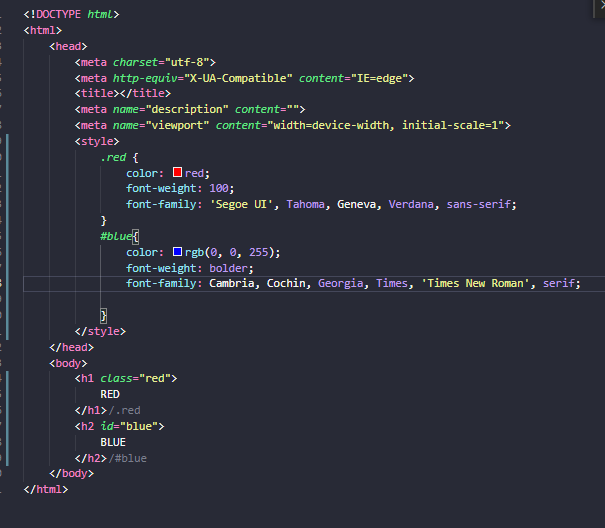 <!DOCTYPE html>
<html>
<head>
<meta charset="utf-8">
<meta http-equiv="X-UA-Compatible" content="IE=edge">
<title></title>
<meta name="description" content="">
<meta name="viewport" content="width=device-width, initial-scale=1">
<style>
.red {
color: red;
font-weight: 100;
font-family: 'Segoe UI', Tahoma, Geneva, Verdana, sans-serif;
}
#blue{
color: rgb(0, 0, 255);
font-weight: bolder;
font-family: Cambria, Cochin, Georgia, Times, 'Times New Roman', serif;
}
</style>
</head>
<body>
<h1 class="red">
RED
</h1>/.red
<h2 id="blue">
BLUE
</h2>/#blue
</body>
</html>